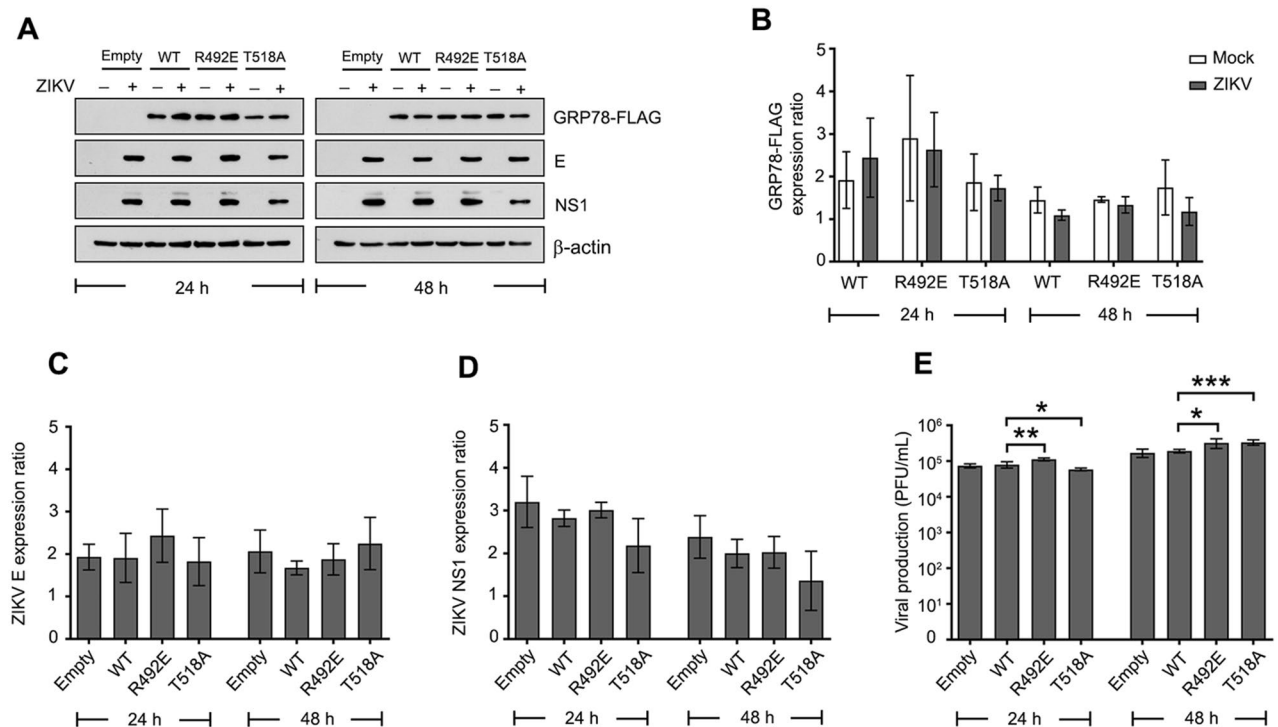 A
Empty WT R492E T518A Empty WT R492E T518A
ZIKV – + – + – + – + – + – + – + – +
GRP78-FLAG
E
NS1
β-actin
24 h 48 h
B
5
4
3
2
1
0
GRP78-FLAG
expression ratio
Mock
ZIKV
WT R492E T518A WT R492E T518A
24 h 48 h
C
5
4
3
2
1
0
ZIKV E expression ratio
Empty WT R492E T518A Empty WT R492E T518A
24 h 48 h
D
5
4
3
2
1
0
ZIKV NS1 expression ratio
Empty WT R492E T518A Empty WT R492E T518A
24 h 48 h
E
***
*
*
**
10⁶
10⁵
10⁴
10³
10²
10¹
0
Viral production (PFU/mL)
Empty WT R492E T518A Empty WT R492E T518A
24 h 48 h